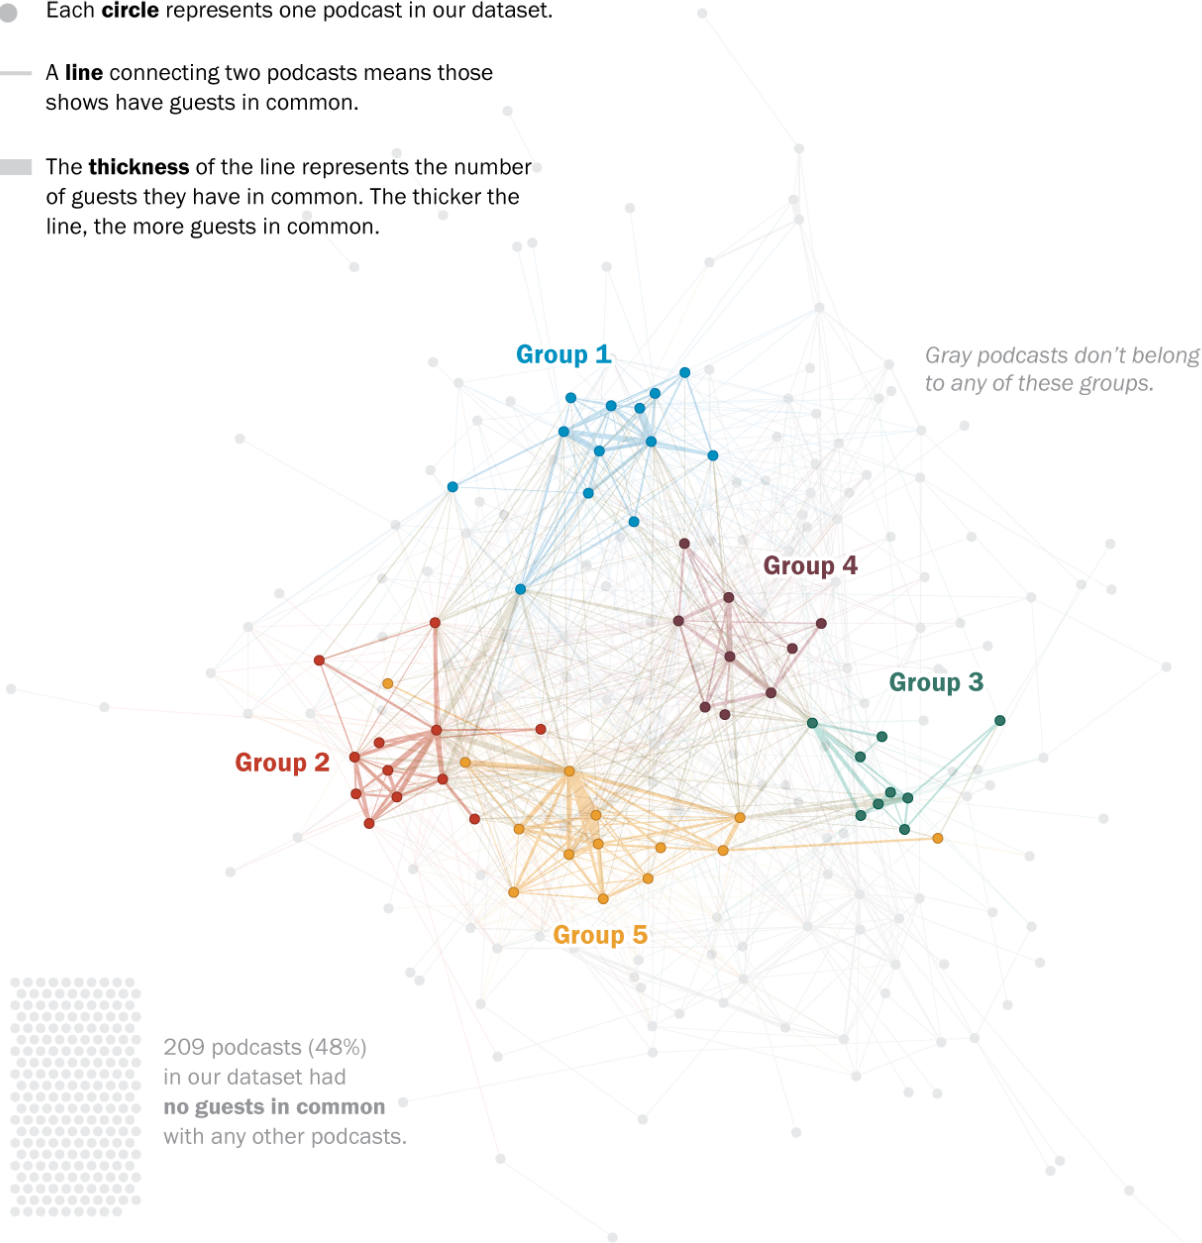 Each circle represents one podcast in our dataset.
A line connecting two podcasts means those
shows have guests in common.
The thickness of the line represents the number
of guests they have in common. The thicker the
line, the more guests in common.
Group 1
Gray podcasts don’t belong
to any of these groups.
Group 4
Group 3
Group 2
Group 5
209 podcasts (48%)
in our dataset had
no guests in common
with any other podcasts.